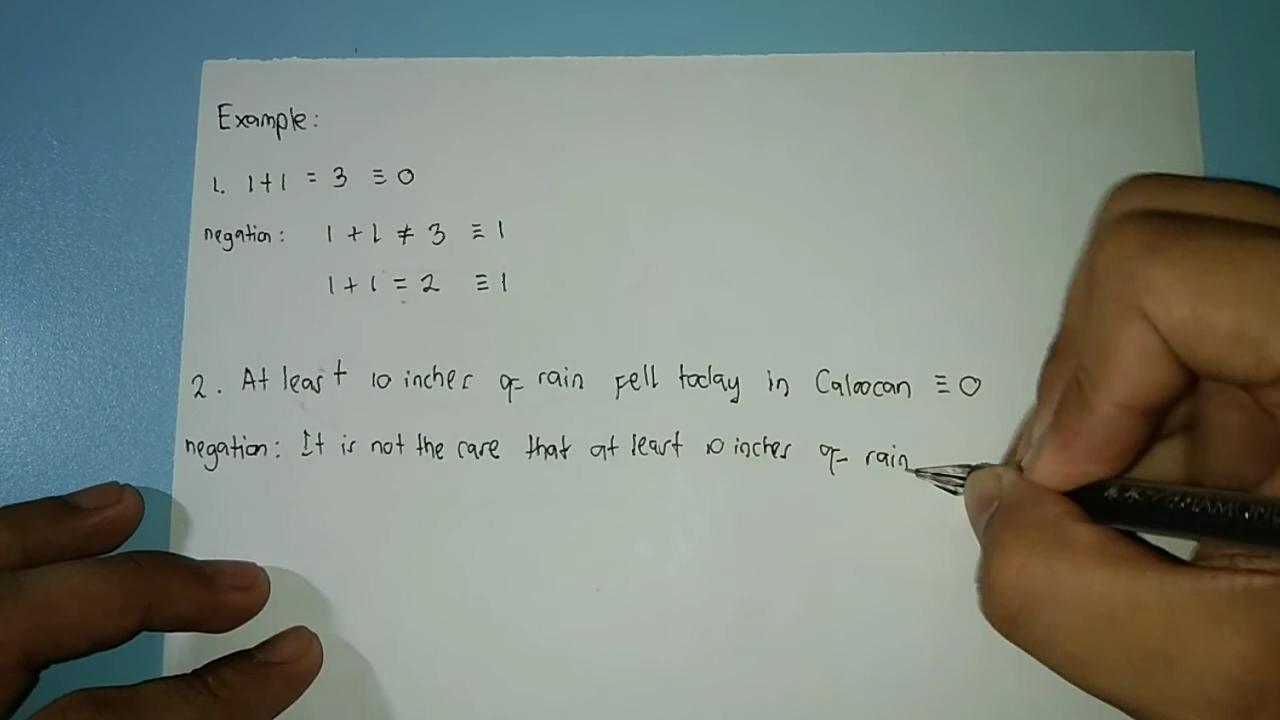 Example:
1. 1+1 = 3 ≡ 0
negation: 1 + 1 ≠ 3 ≡ 1
1 + 1 = 2 ≡ 1
2. At least 10 inches of rain fell today in Caloocan ≡ 0
negation: It is not the case that at least 10 inches of rain